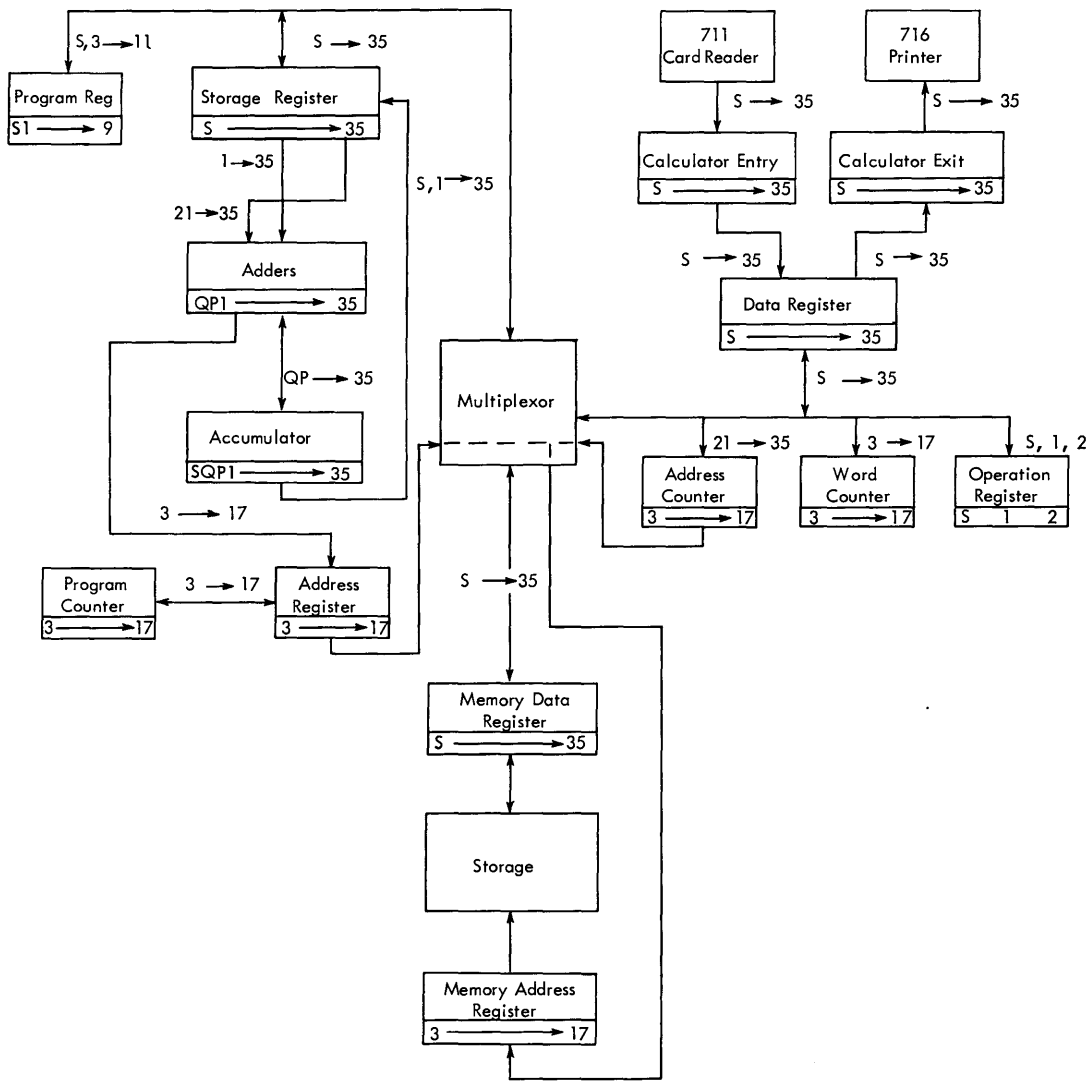 S,3 → 11
S → 35
Program Reg
S1 → 9
Storage Register
S → 35
1 → 35
S,1 → 35
21 → 35
Adders
QP1 → 35
QP → 35
Accumulator
SQP1 → 35
3 → 17
Program
Counter
3 → 17
3 → 17
Address
Register
3 → 17
Multiplexor
S → 35
711
Card Reader
716
Printer
S → 35
S → 35
Calculator Entry
S → 35
Calculator Exit
S → 35
S → 35
S → 35
Data Register
S → 35
S → 35
21 → 35
3 → 17
S, 1, 2
Address
Counter
3 → 17
Word
Counter
3 → 17
Operation
Register
S 1 2
Memory Data
Register
S → 35
Storage
Memory Address
Register
3 → 17